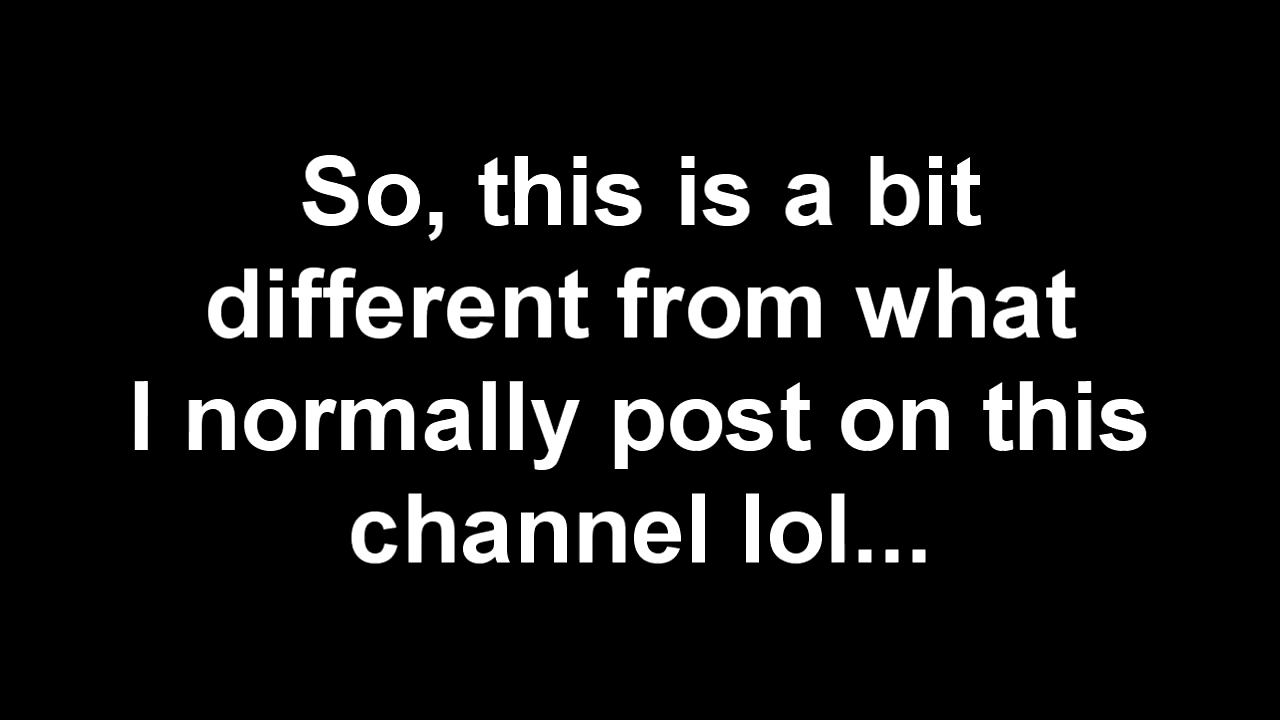 So, this is a bit
different from what
I normally post on this
channel lol...